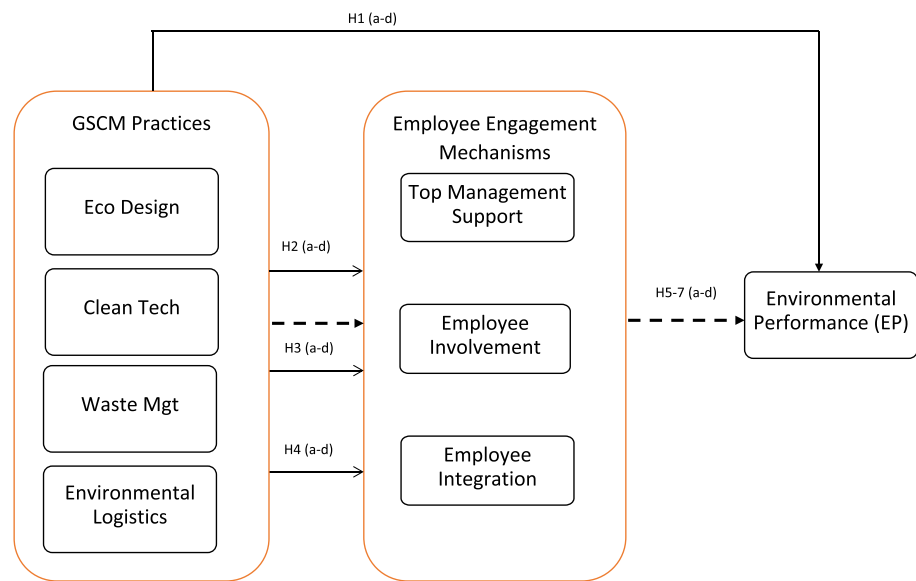 H1 (a-d)
GSCM Practices
Eco Design
Clean Tech
Waste Mgt
Environmental
Logistics
H2 (a-d)
H3 (a-d)
H4 (a-d)
Employee Engagement
Mechanisms
Top Management
Support
Employee
Involvement
Employee
Integration
H5-7 (a-d)
Environmental
Performance (EP)